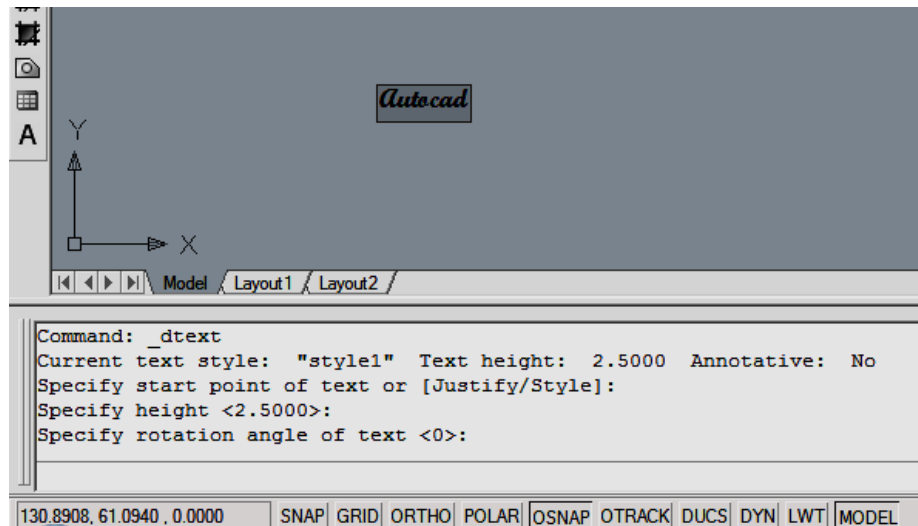 Autocad
A
Y
X
Model Layout1 Layout2
Command: _dtext
Current text style: "style1" Text height: 2.5000 Annotative: No
Specify start point of text or [Justify/Style]:
Specify height <2.5000>:
Specify rotation angle of text <0>:
130.8908, 61.0940 , 0.0000 SNAP GRID ORTHO POLAR OSNAP OTRACK DUCS DYN LWT MODEL